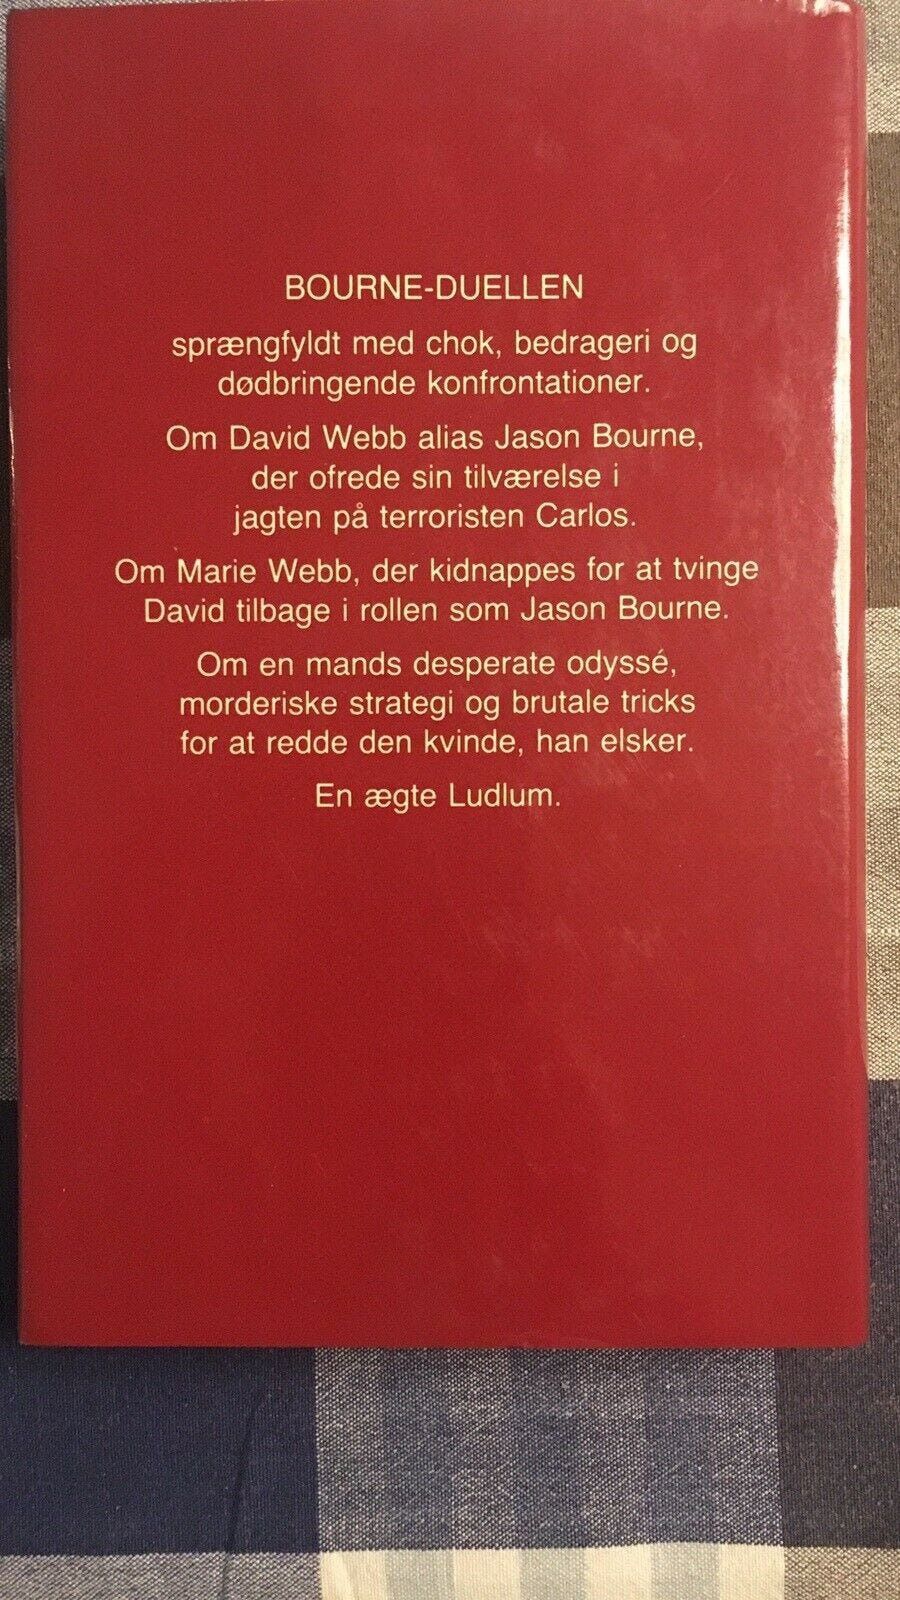 BOURNE-DUELLEN
sprængfyldt med chok, bedrageri og
dødbringende konfrontationer.
Om David Webb alias Jason Bourne,
der ofrede sin tilværelse i
jagten på terroristen Carlos.
Om Marie Webb, der kidnappes for at tvinge
David tilbage i rollen som Jason Bourne.
Om en mands desperate odyssé,
morderiske strategi og brutale tricks
for at redde den kvinde, han elsker.
En ægte Ludlum.